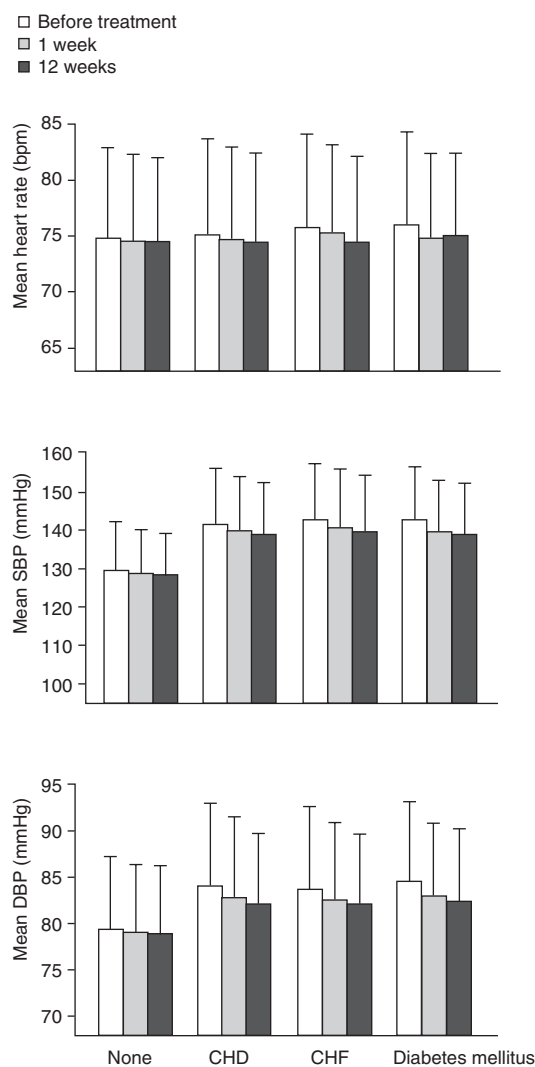 Before treatment
1 week
12 weeks
Mean heart rate (bpm)
85
80
75
70
65
Mean SBP (mmHg)
160
150
140
130
120
110
100
Mean DBP (mmHg)
95
90
85
80
75
70
None CHD CHF Diabetes mellitus